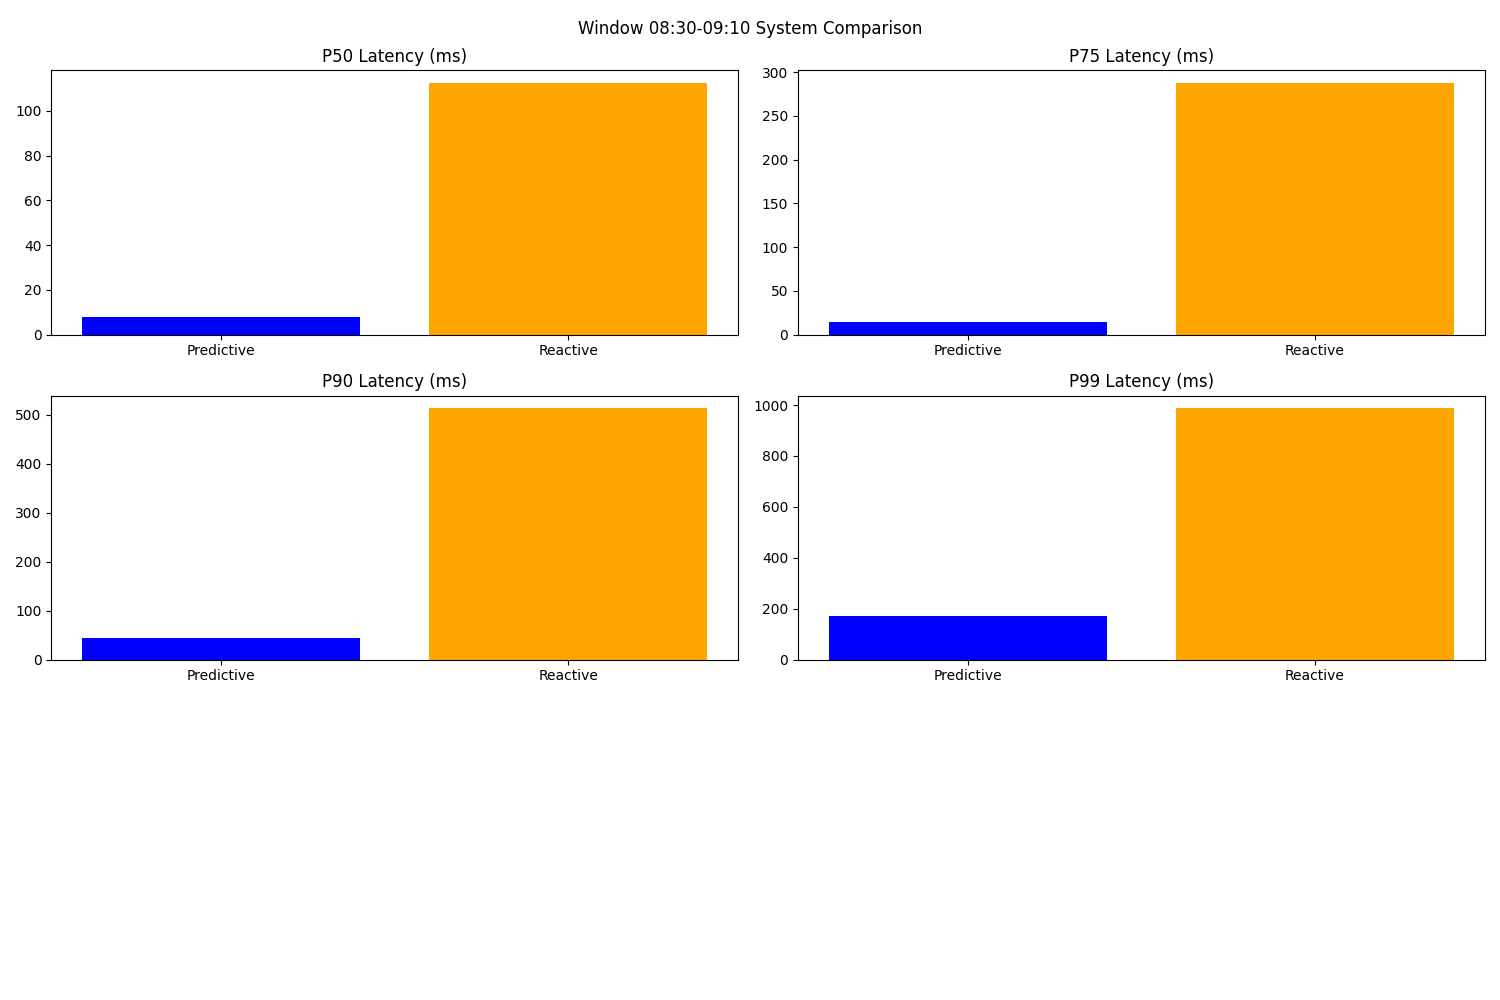 Window 08:30-09:10 System Comparison
P50 Latency (ms)
100
80
60
40
20
0
Predictive
Reactive
P75 Latency (ms)
300
250
200
150
100
50
0
Predictive
Reactive
P90 Latency (ms)
500
400
300
200
100
0
Predictive
Reactive
P99 Latency (ms)
1000
800
600
400
200
0
Predictive
Reactive